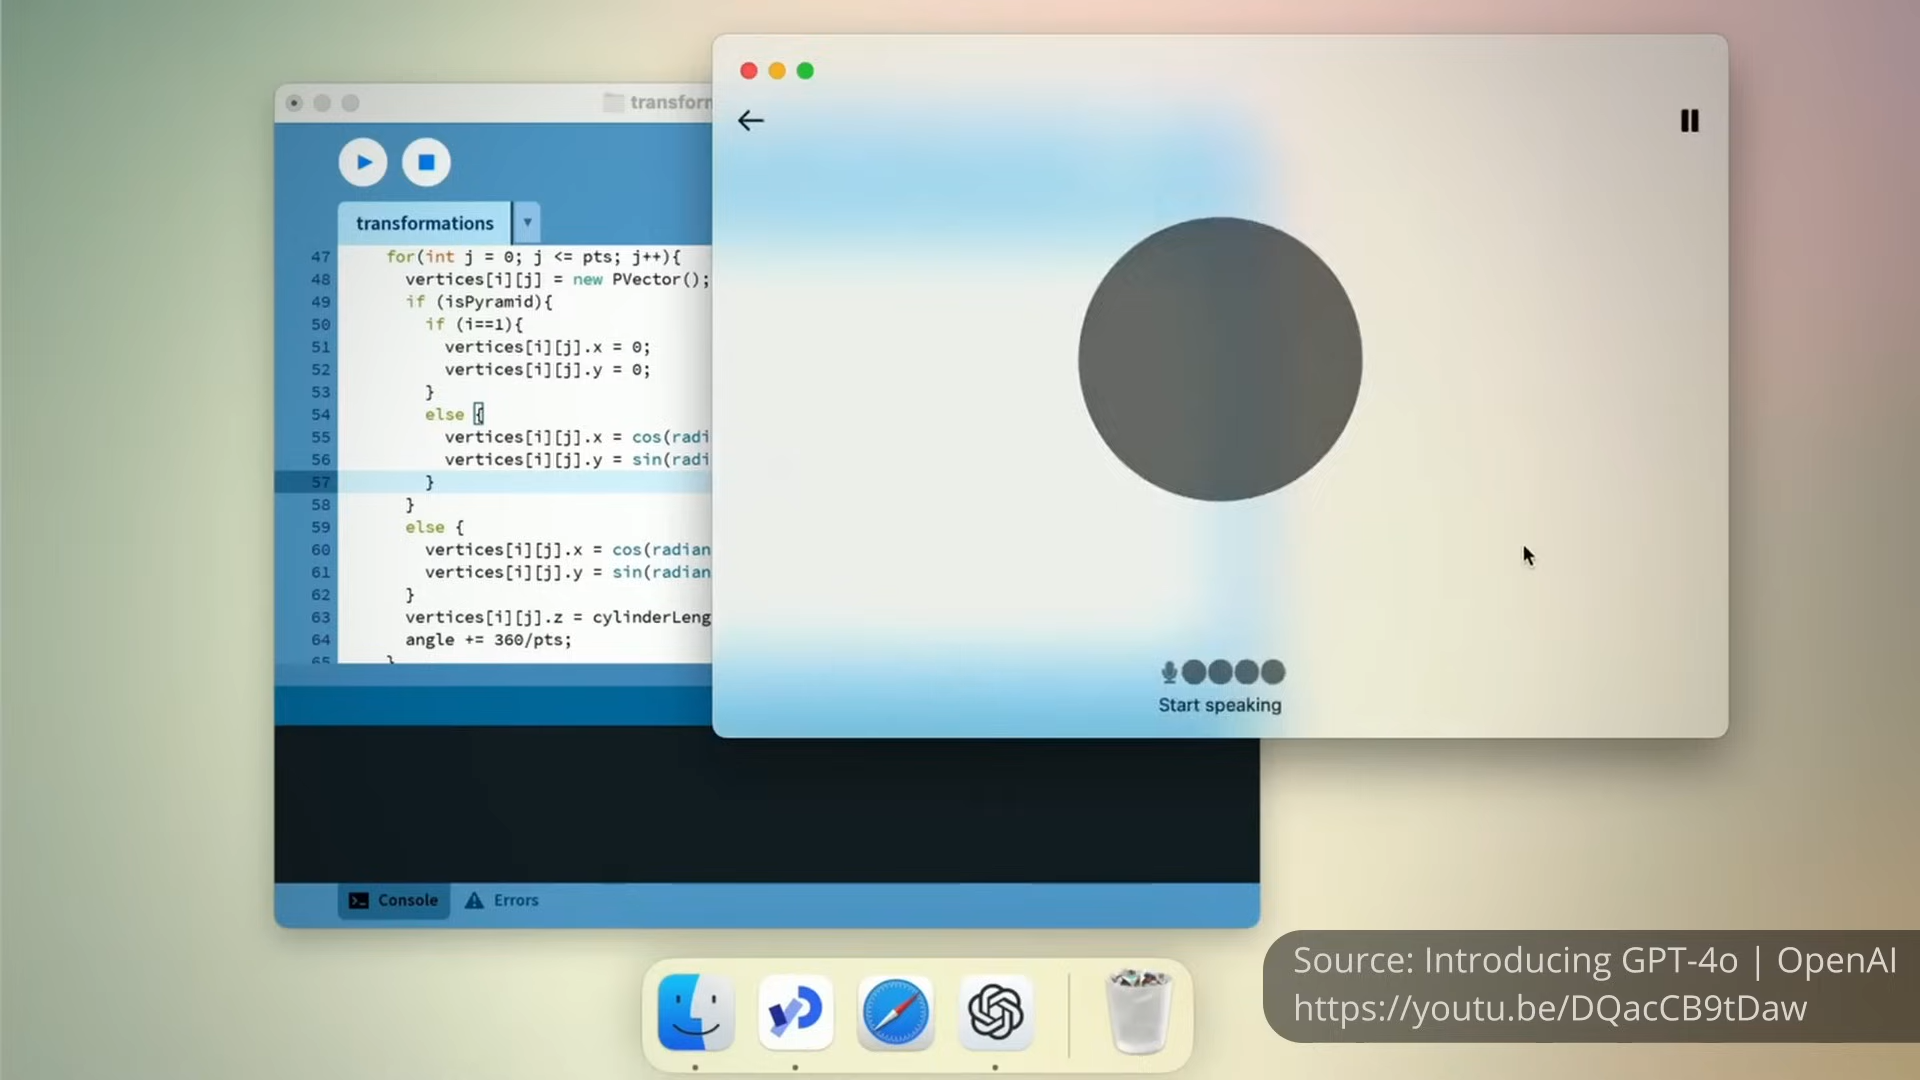 transform
transformations
47 for(int j = 0; j <= pts; j++){
48 vertices[i][j] = new PVector();
49 if (isPyramid){
50 if (i==1){
51 vertices[i][j].x = 0;
52 vertices[i][j].y = 0;
53 }
54 else {
55 vertices[i][j].x = cos(radi
56 vertices[i][j].y = sin(radi
57 }
58 }
59 else {
60 vertices[i][j].x = cos(radian
61 vertices[i][j].y = sin(radian
62 }
63 vertices[i][j].z = cylinderLeng
64 angle += 360/pts;
65 }
Start speaking
Console Errors
Source: Introducing GPT-4o | OpenAI
https://youtu.be/DQacCB9tDaw